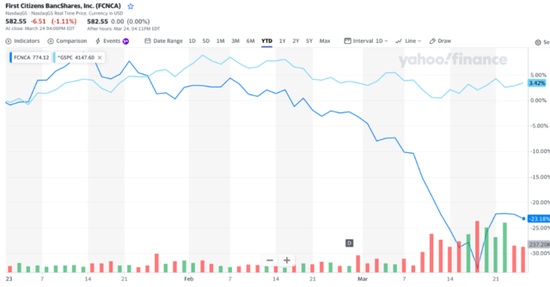 First Citizens BancShares, Inc. (FCNCA)
NasdaqGS - NasdaqGS Real Time Price. Currency in USD
582.55 -6.51 (-1.11%) 582.55 0.00 (0.00%)
At close: March 24 04:00PM EDT After hours: Mar 24, 04:11PM EDT
Indicators Comparison Events Date Range 1D 5D 1M 3M 6M YTD 1Y 2Y 5Y Max Interval 1D Line Draw Se
FCNCA 774.12 ^GSPC 4147.60
yahoo!finance
5.00%
3.42%
-5.00%
-10.00%
-15.00%
-20.00%
-23.18%
-30.00%
D
23 7 14 21 Feb 7 14 21 Mar 7 14 21